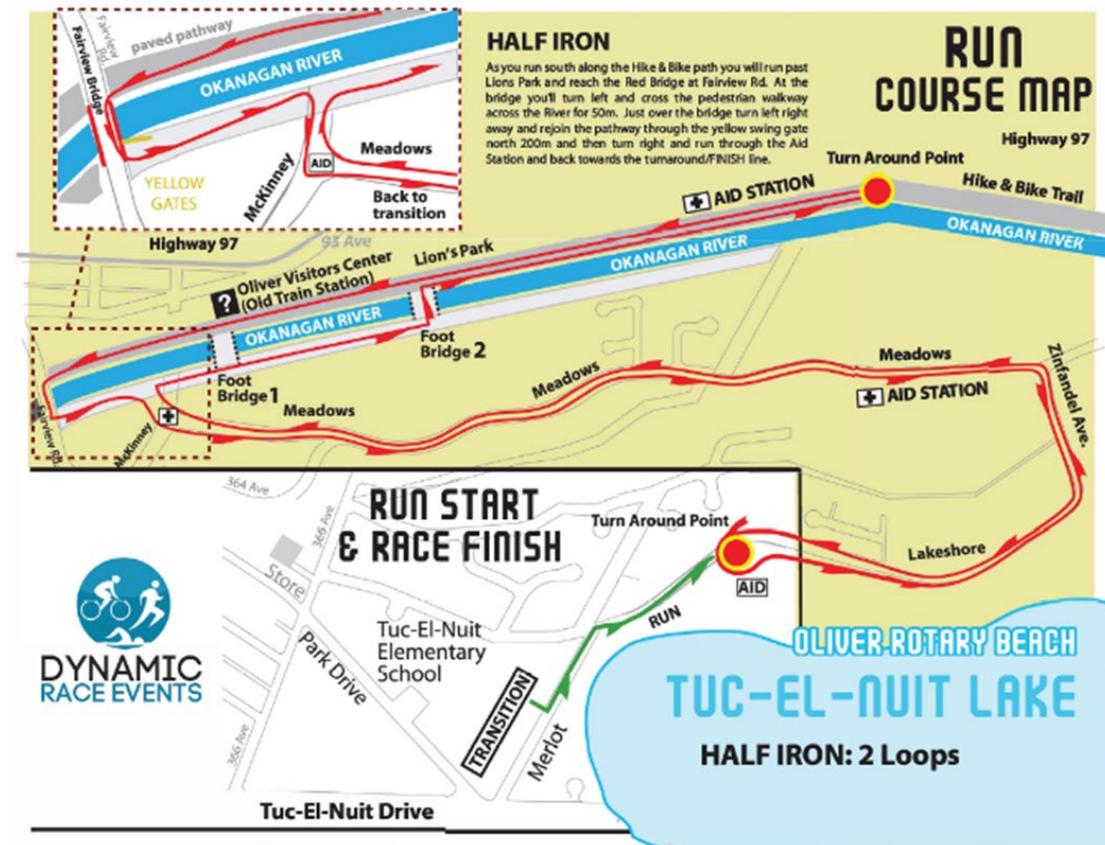 Fairview Rd.
paved pathway
Fairview Bridge
OKANAGAN RIVER
YELLOW
GATES
McKinney
AID
Meadows
Back to
transition
HALF IRON
As you run south along the Hike & Bike path you will run past
Lions Park and reach the Red Bridge at Fairview Rd. At the
bridge you'll turn left and cross the pedestrian walkway
across the River for 50m. Just over the bridge turn left right
away and rejoin the pathway through the yellow swing gate
north 200m and then turn right and run through the Aid
Station and back towards the turnaround/FINISH line.
RUN
COURSE MAP
Highway 97
Turn Around Point
AID STATION
Hike & Bike Trail
OKANAGAN RIVER
Highway 97
93 Ave
Lion's Park
? Oliver Visitors Center
(Old Train Station)
OKANAGAN RIVER
OKANAGAN RIVER
Foot
Bridge 2
Foot
Bridge 1
Meadows
Meadows
Meadows
AID STATION
Zinfandel Ave.
Fairview Rd.
McKinney
Lakeshore
364 Ave
366 Ave
RUN START
& RACE FINISH
Turn Around Point
AID
RUN
Store
Park Drive
Tuc-El-Nuit
Elementary
School
TRANSITION
Merlot
366 Ave
Tuc-El-Nuit Drive
DYNAMIC
RACE EVENTS
OLIVER ROTARY BEACH
TUC-EL-NUIT LAKE
HALF IRON: 2 Loops